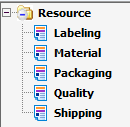 Resource
Labeling
Material
Packaging
Quality
Shipping